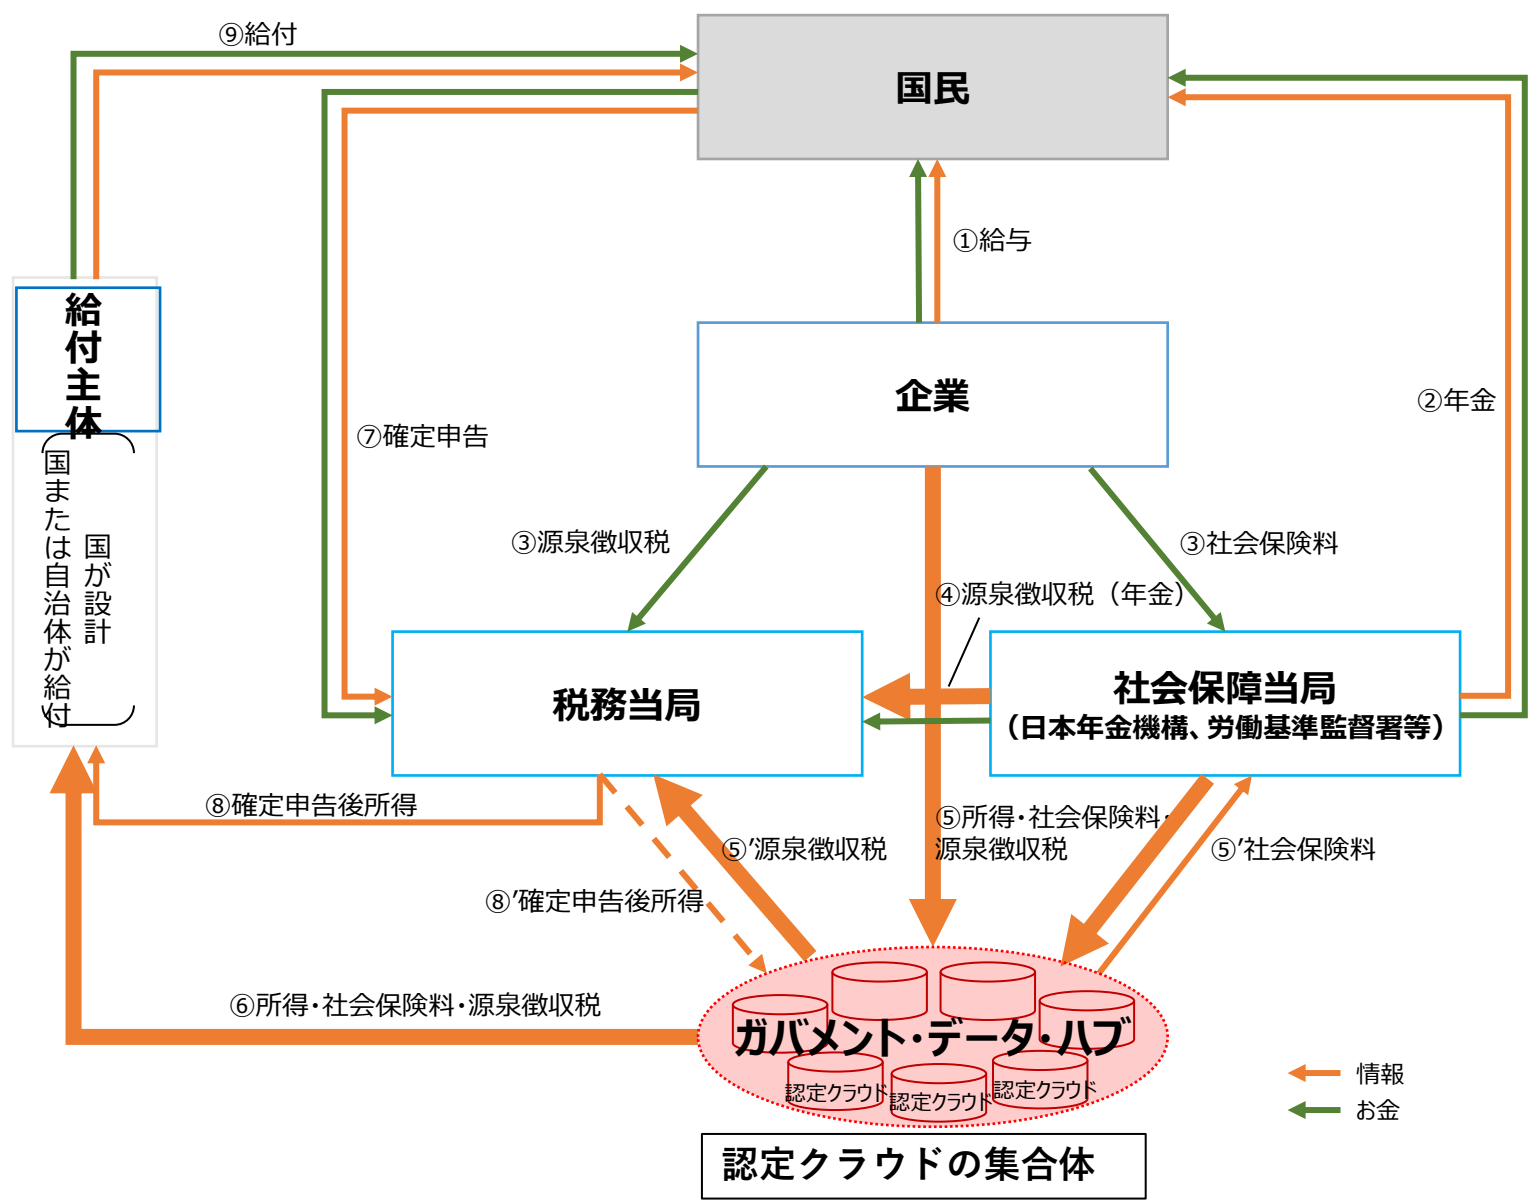 ⑨給付
国民
①給与
給付主体
企業
②年金
⑦確定申告
国が設計
国または自治体が給付
③源泉徴収税
③社会保険料
④源泉徴収税（年金）
税務当局
社会保障当局
（日本年金機構、労働基準監督署等）
⑧確定申告後所得
⑤所得・社会保険料・
源泉徴収税
⑤’源泉徴収税
⑤’社会保険料
⑧’確定申告後所得
⑥所得・社会保険料・源泉徴収税
ガバメント・データ・ハブ
認定クラウド
認定クラウド
認定クラウド
情報
お金
認定クラウドの集合体